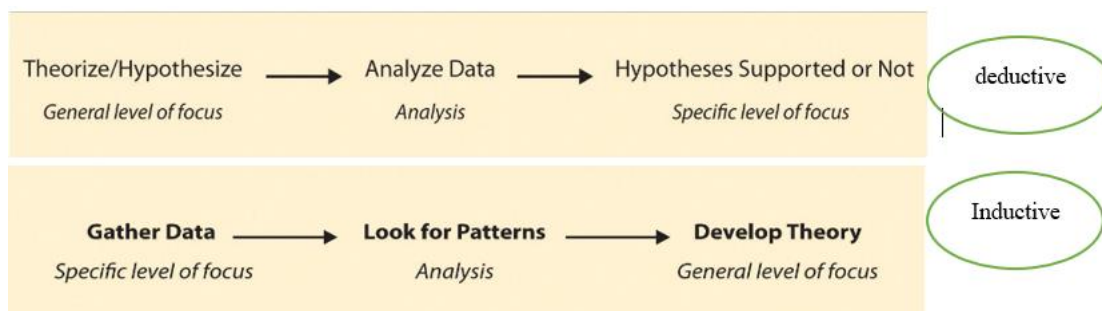 Theorize/Hypothesize Analyze Data Hypotheses Supported or Not
General level of focus Analysis Specific level of focus
deductive
Gather Data Look for Patterns Develop Theory
Specific level of focus Analysis General level of focus
Inductive